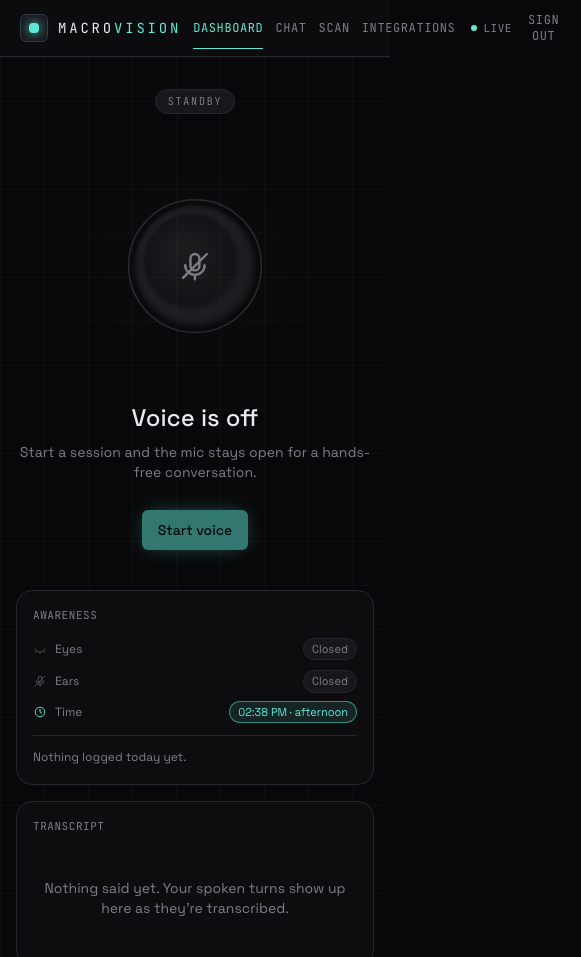 MACROVISION DASHBOARD CHAT SCAN INTEGRATIONS LIVE SIGN OUT
STANDBY
Voice is off
Start a session and the mic stays open for a hands-
free conversation.
Start voice
AWARENESS
Eyes Closed
Ears Closed
Time 02:38 PM · afternoon
Nothing logged today yet.
TRANSCRIPT
Nothing said yet. Your spoken turns show up
here as they're transcribed.